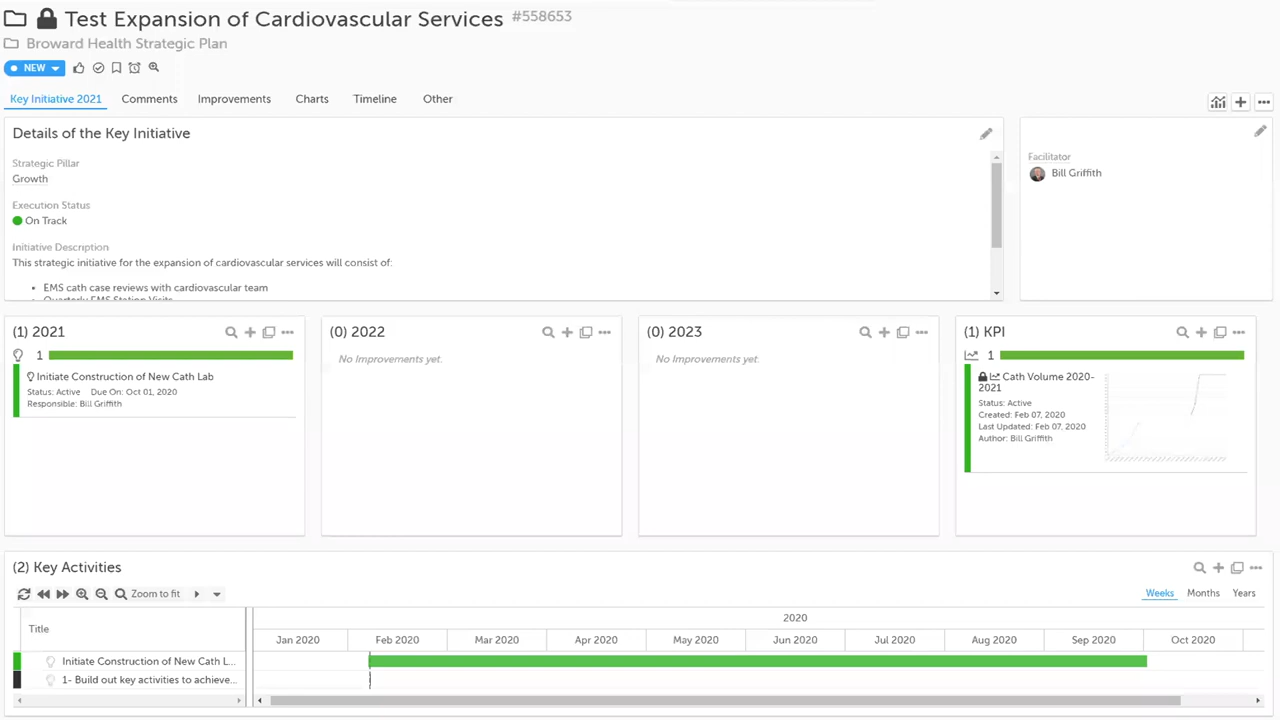 Test Expansion of Cardiovascular Services #558653
Broward Health Strategic Plan
NEW
Key Initiative 2021 Comments Improvements Charts Timeline Other
Details of the Key Initiative
Strategic Pillar
Growth
Execution Status
On Track
Initiative Description
This strategic initiative for the expansion of cardiovascular services will consist of:
• EMS cath case reviews with cardiovascular team
• Quarterly EMS Station Visits
Facilitator
Bill Griffith
(1) 2021
1
Initiate Construction of New Cath Lab
Status: Active Due On: Oct 01, 2020
Responsible: Bill Griffith
(0) 2022
No Improvements yet.
(0) 2023
No Improvements yet.
(1) KPI
1
Cath Volume 2020-
2021
Status: Active
Created: Feb 07, 2020
Last Updated: Feb 07, 2020
Author: Bill Griffith
(2) Key Activities
Zoom to fit
Weeks Months Years
Title
2020
Jan 2020 Feb 2020 Mar 2020 Apr 2020 May 2020 Jun 2020 Jul 2020 Aug 2020 Sep 2020 Oct 2020
Initiate Construction of New Cath L...
1- Build out key activities to achieve...